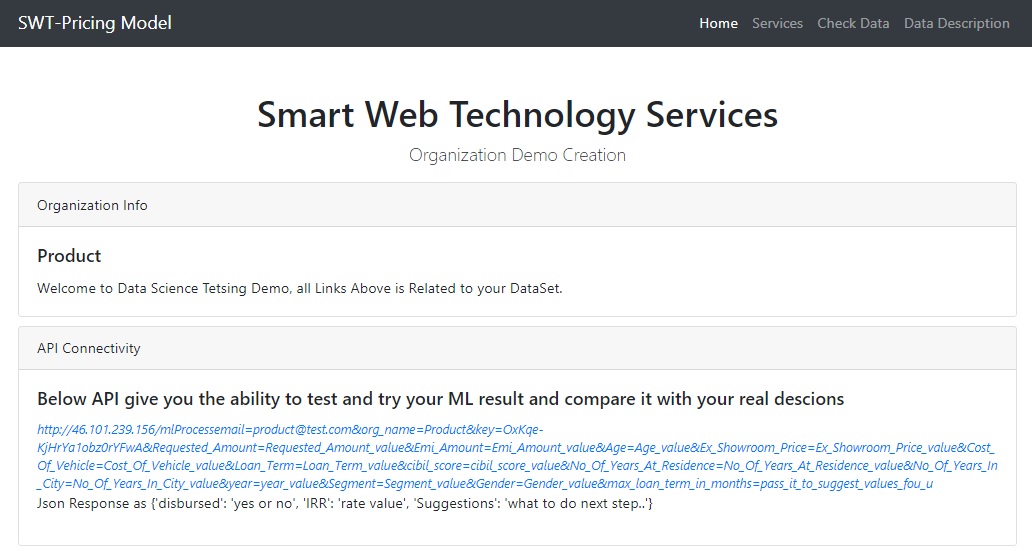 SWT-Pricing Model
Home Services Check Data Data Description
Smart Web Technology Services
Organization Demo Creation
Organization Info
Product
Welcome to Data Science Tetsing Demo, all Links Above is Related to your DataSet.
API Connectivity
Below API give you the ability to test and try your ML result and compare it with your real descions
http://46.101.239.156/mlProcessemail=product@test.com&org_name=Product&key=OxKqe-
KjHrYa1obz0rYFwA&Requested_Amount=Requested_Amount_value&Emi_Amount=Emi_Amount_value&Age=Age_value&Ex_Showroom_Price=Ex_Showroom_Price_value&Cost_
Of_Vehicle=Cost_Of_Vehicle_value&Loan_Term=Loan_Term_value&cibil_score=cibil_score_value&No_Of_Years_At_Residence=No_Of_Years_At_Residence_value&No_Of_Years_In
_City=No_Of_Years_In_City_value&year=year_value&Segment=Segment_value&Gender=Gender_value&max_loan_term_in_months=pass_it_to_suggest_values_fou_u
Json Response as {'disbursed': 'yes or no', 'IRR': 'rate value', 'Suggestions': 'what to do next step..'}